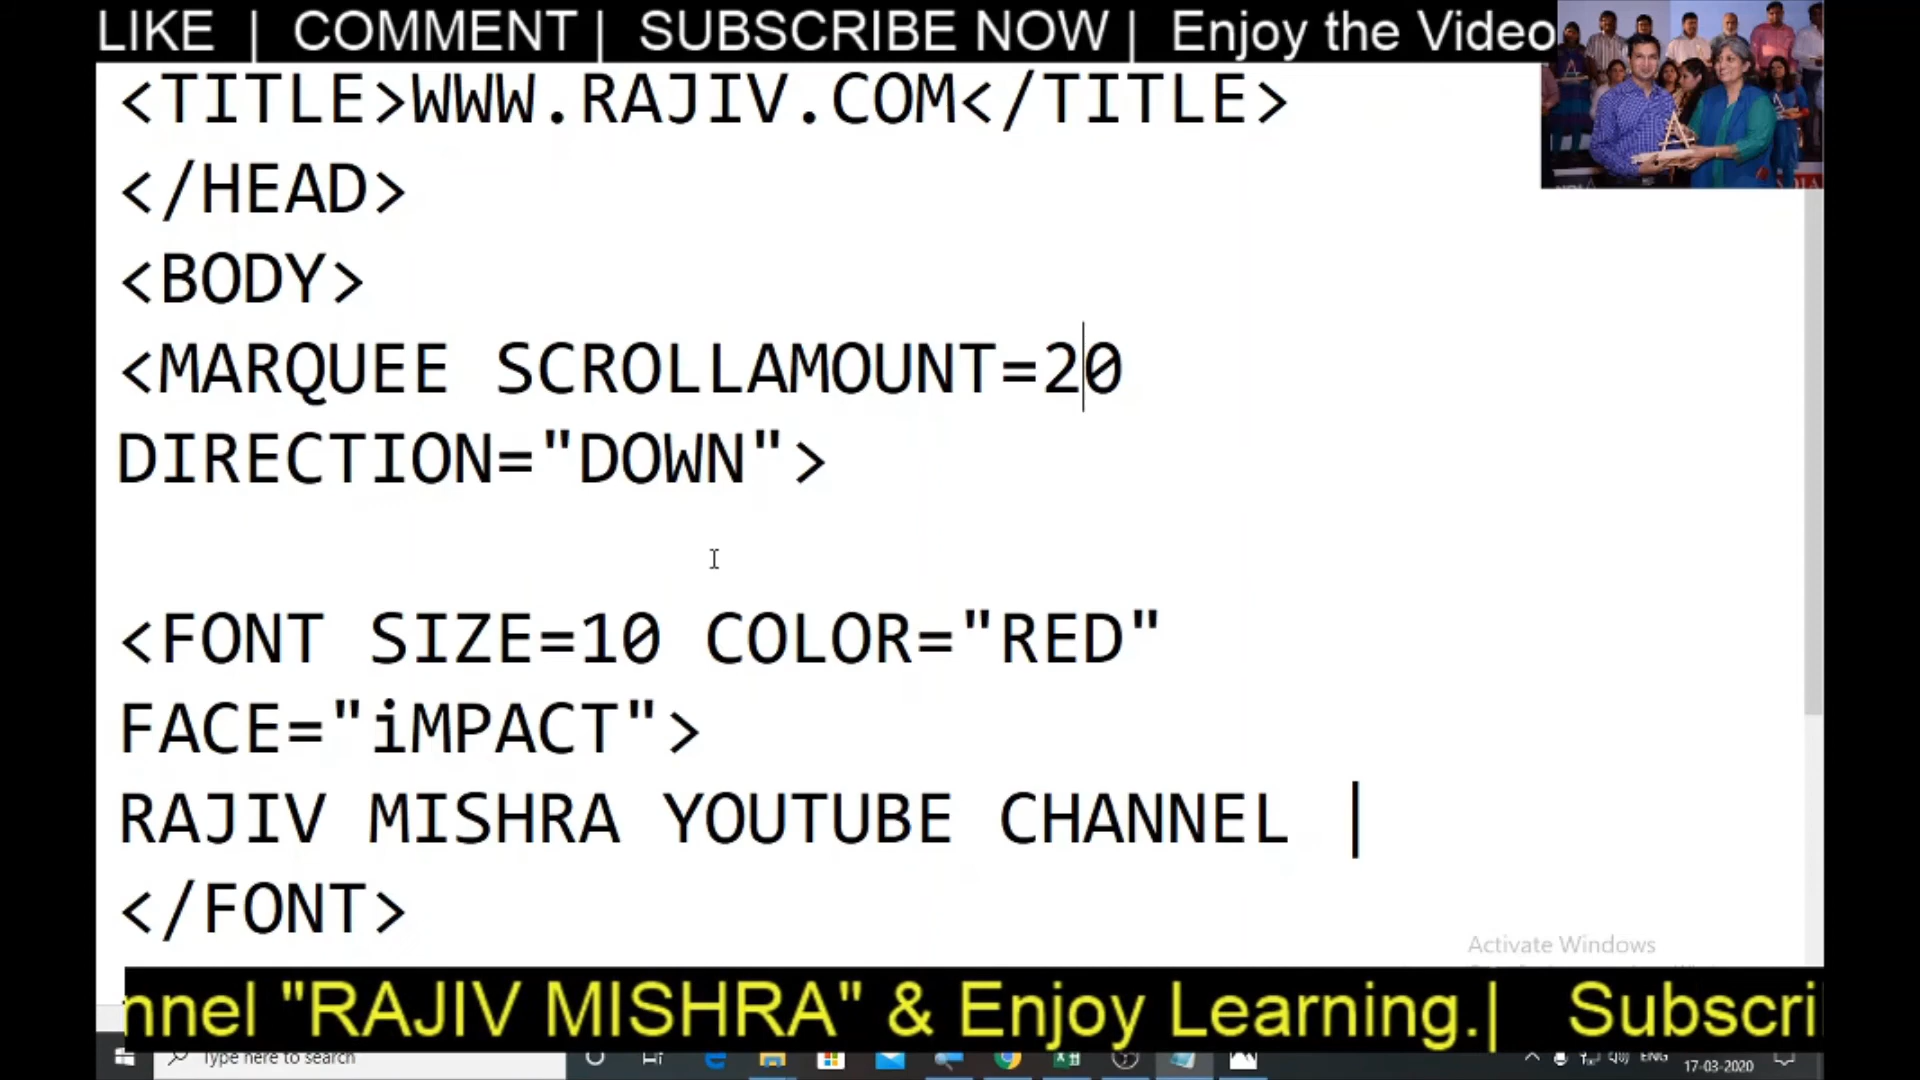 LIKE | COMMENT | SUBSCRIBE NOW | Enjoy the Video
<TITLE>WWW.RAJIV.COM</TITLE>
</HEAD>
<BODY>
<MARQUEE SCROLLAMOUNT=20
DIRECTION="DOWN">
<FONT SIZE=10 COLOR="RED"
FACE="iMPACT">
RAJIV MISHRA YOUTUBE CHANNEL |
</FONT>
Activate Windows
nnel "RAJIV MISHRA" & Enjoy Learning.| Subscri
Type here to search
ENG
17-03-2020